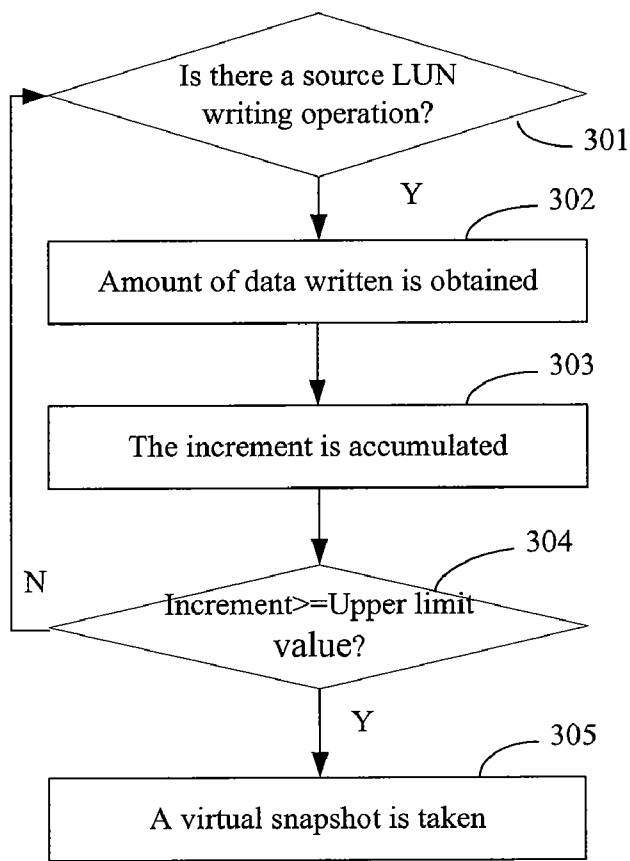 Is there a source LUN
writing operation?
301
Y
302
Amount of data written is obtained
303
The increment is accumulated
304
N
Increment>=Upper limit
value?
Y
305
A virtual snapshot is taken